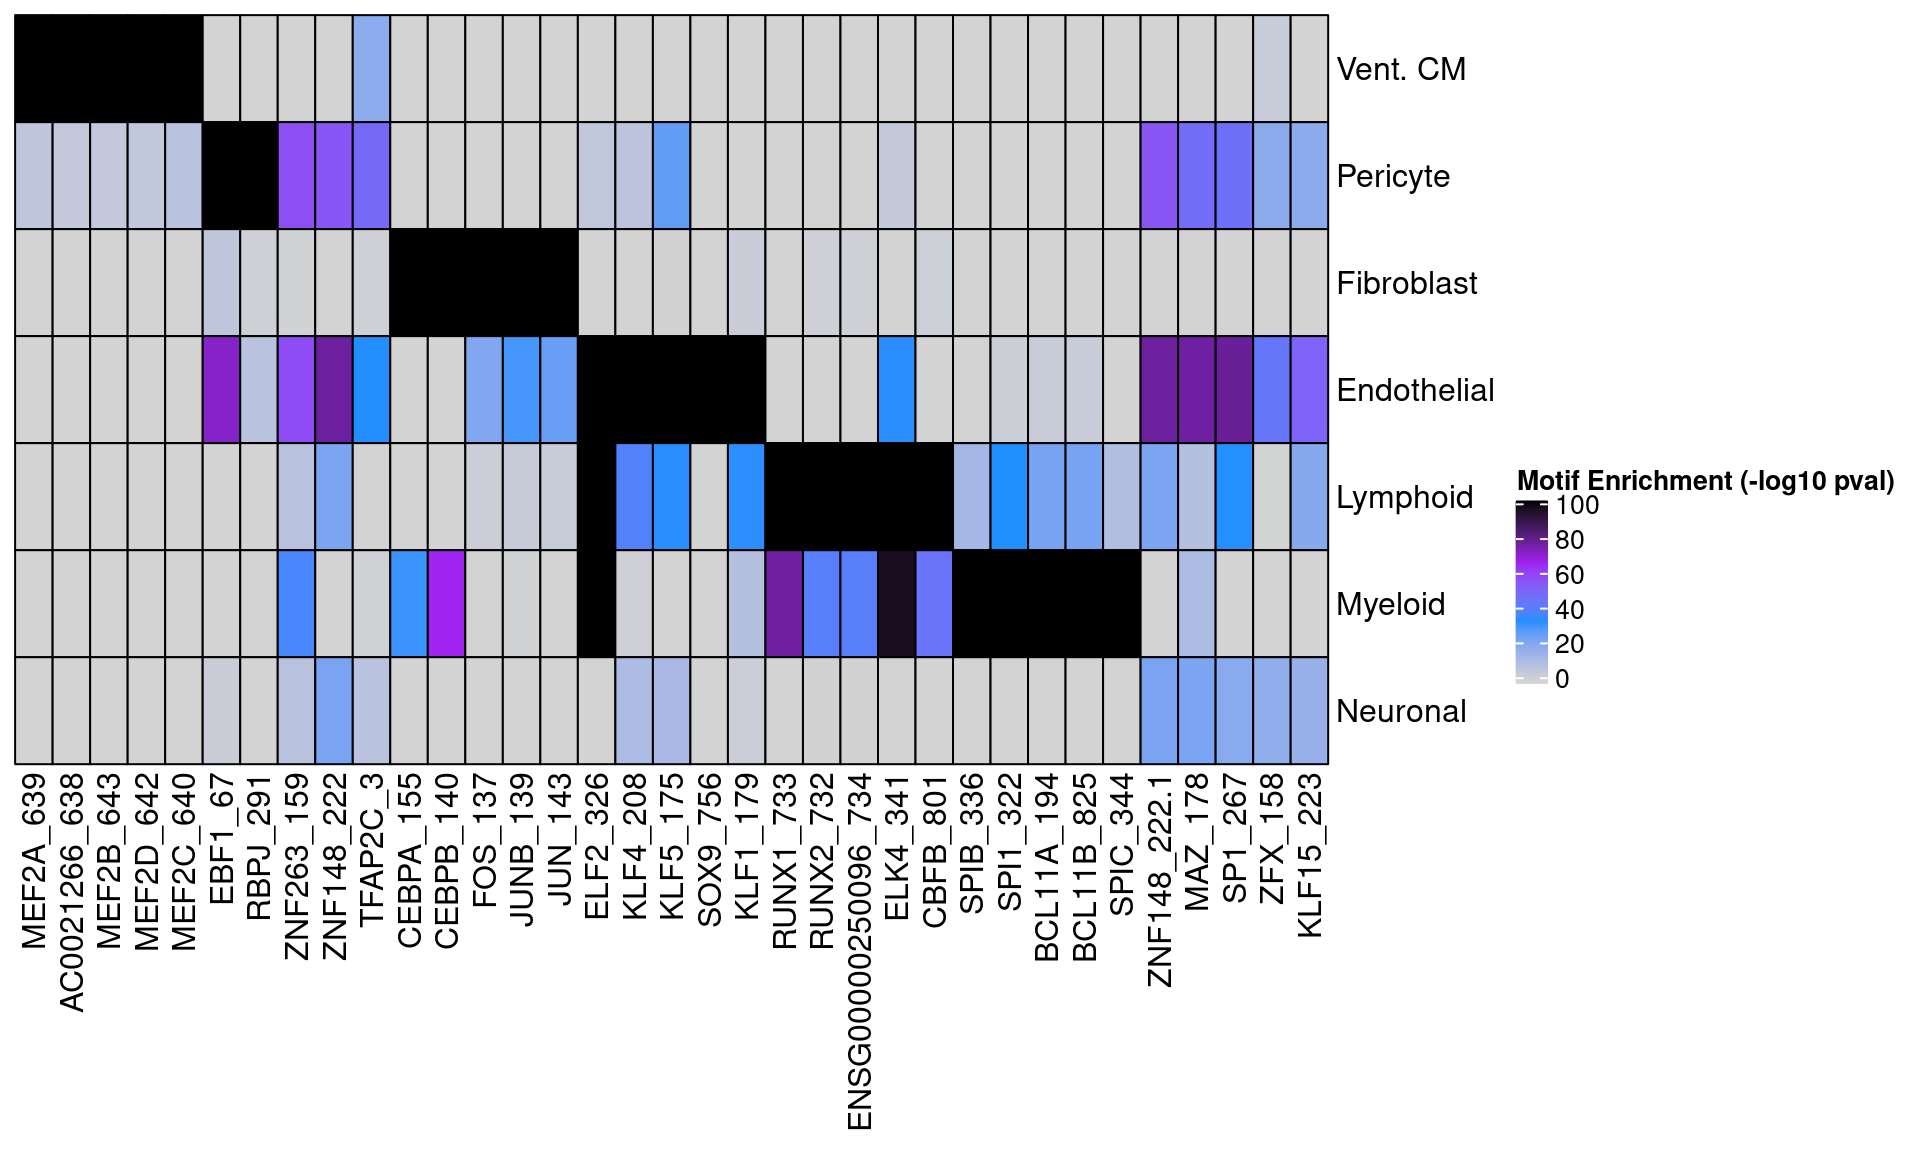 Vent. CM
Pericyte
Fibroblast
Endothelial
Lymphoid
Myeloid
Neuronal
Motif Enrichment (-log10 pval)
100
80
60
40
20
0
MEF2A_639
AC0021266_638
MEF2B_643
MEF2D_642
MEF2C_640
EBF1_67
RBPJ_291
ZNF263_159
ZNF148_222
TFAP2C_3
CEBPA_155
CEBPB_140
FOS_137
JUNB_139
JUN_143
ELF2_326
KLF4_208
KLF5_175
SOX9_756
KLF1_179
RUNX1_733
RUNX2_732
ENSG00000250096_734
ELK4_341
CBFB_801
SPIB_336
SPI1_322
BCL11A_194
BCL11B_825
SPIC_344
ZNF148_222.1
MAZ_178
SP1_267
ZFX_158
KLF15_223